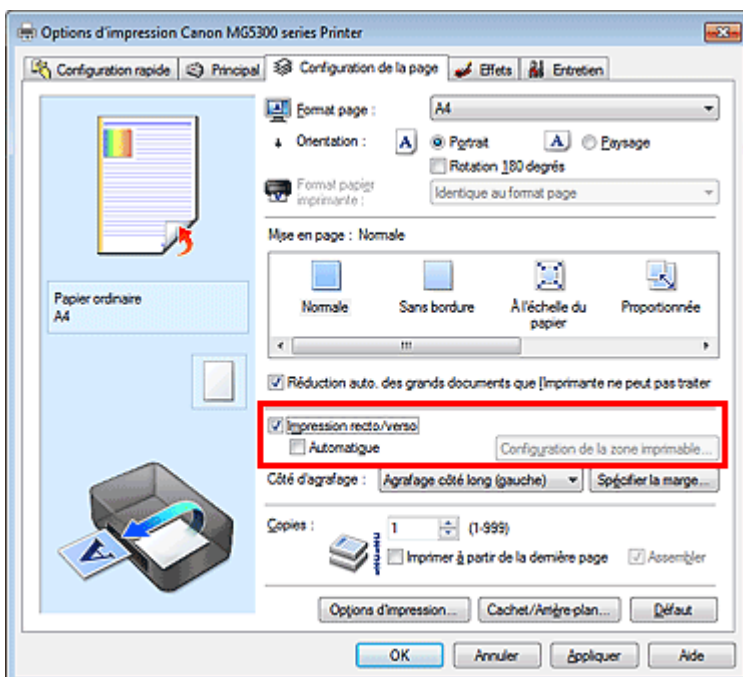 Options d'impression Canon MG5300 series Printer
Configuration rapide Principal Configuration de la page Effets Entretien
Format page : A4
Orientation : A Portrait A Paysage
Rotation 180 degrés
Format papier imprimante : Identique au format page
Mise en page : Normale
Normale Sans bordure À l'échelle du papier Proportionnée
Papier ordinaire
A4
Réduction auto. des grands documents que l'imprimante ne peut pas traiter
Impression recto/verso
Automatique Configuration de la zone imprimable...
Côté d'agrafage : Agrafage côté long (gauche) Spécifier la marge...
Copies : 1 (1-999)
Imprimer à partir de la dernière page Assembler
Options d'impression... Cachet/Arrière-plan... Défaut
OK Annuler Appliquer Aide